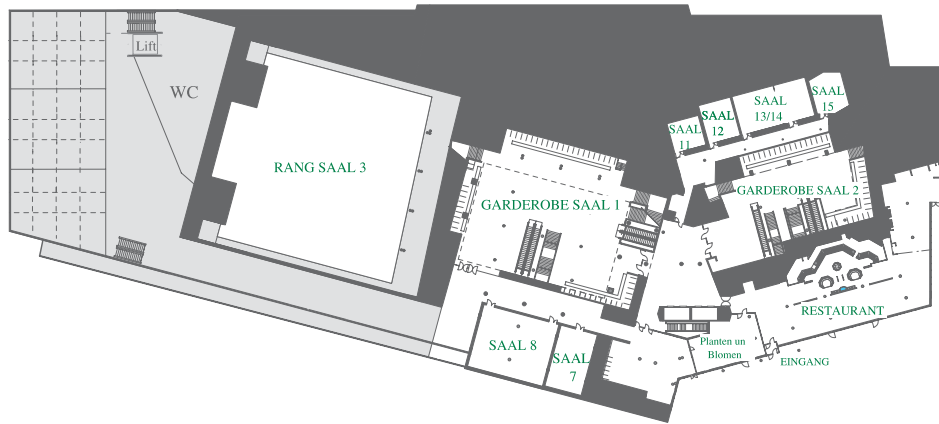 Lift
WC
RANG SAAL 3
GARDEROBE SAAL 1
SAAL
11
SAAL
12
SAAL
13/14
SAAL
15
GARDEROBE SAAL 2
RESTAURANT
Planten un
Blomen
EINGANG
SAAL 8
SAAL
7